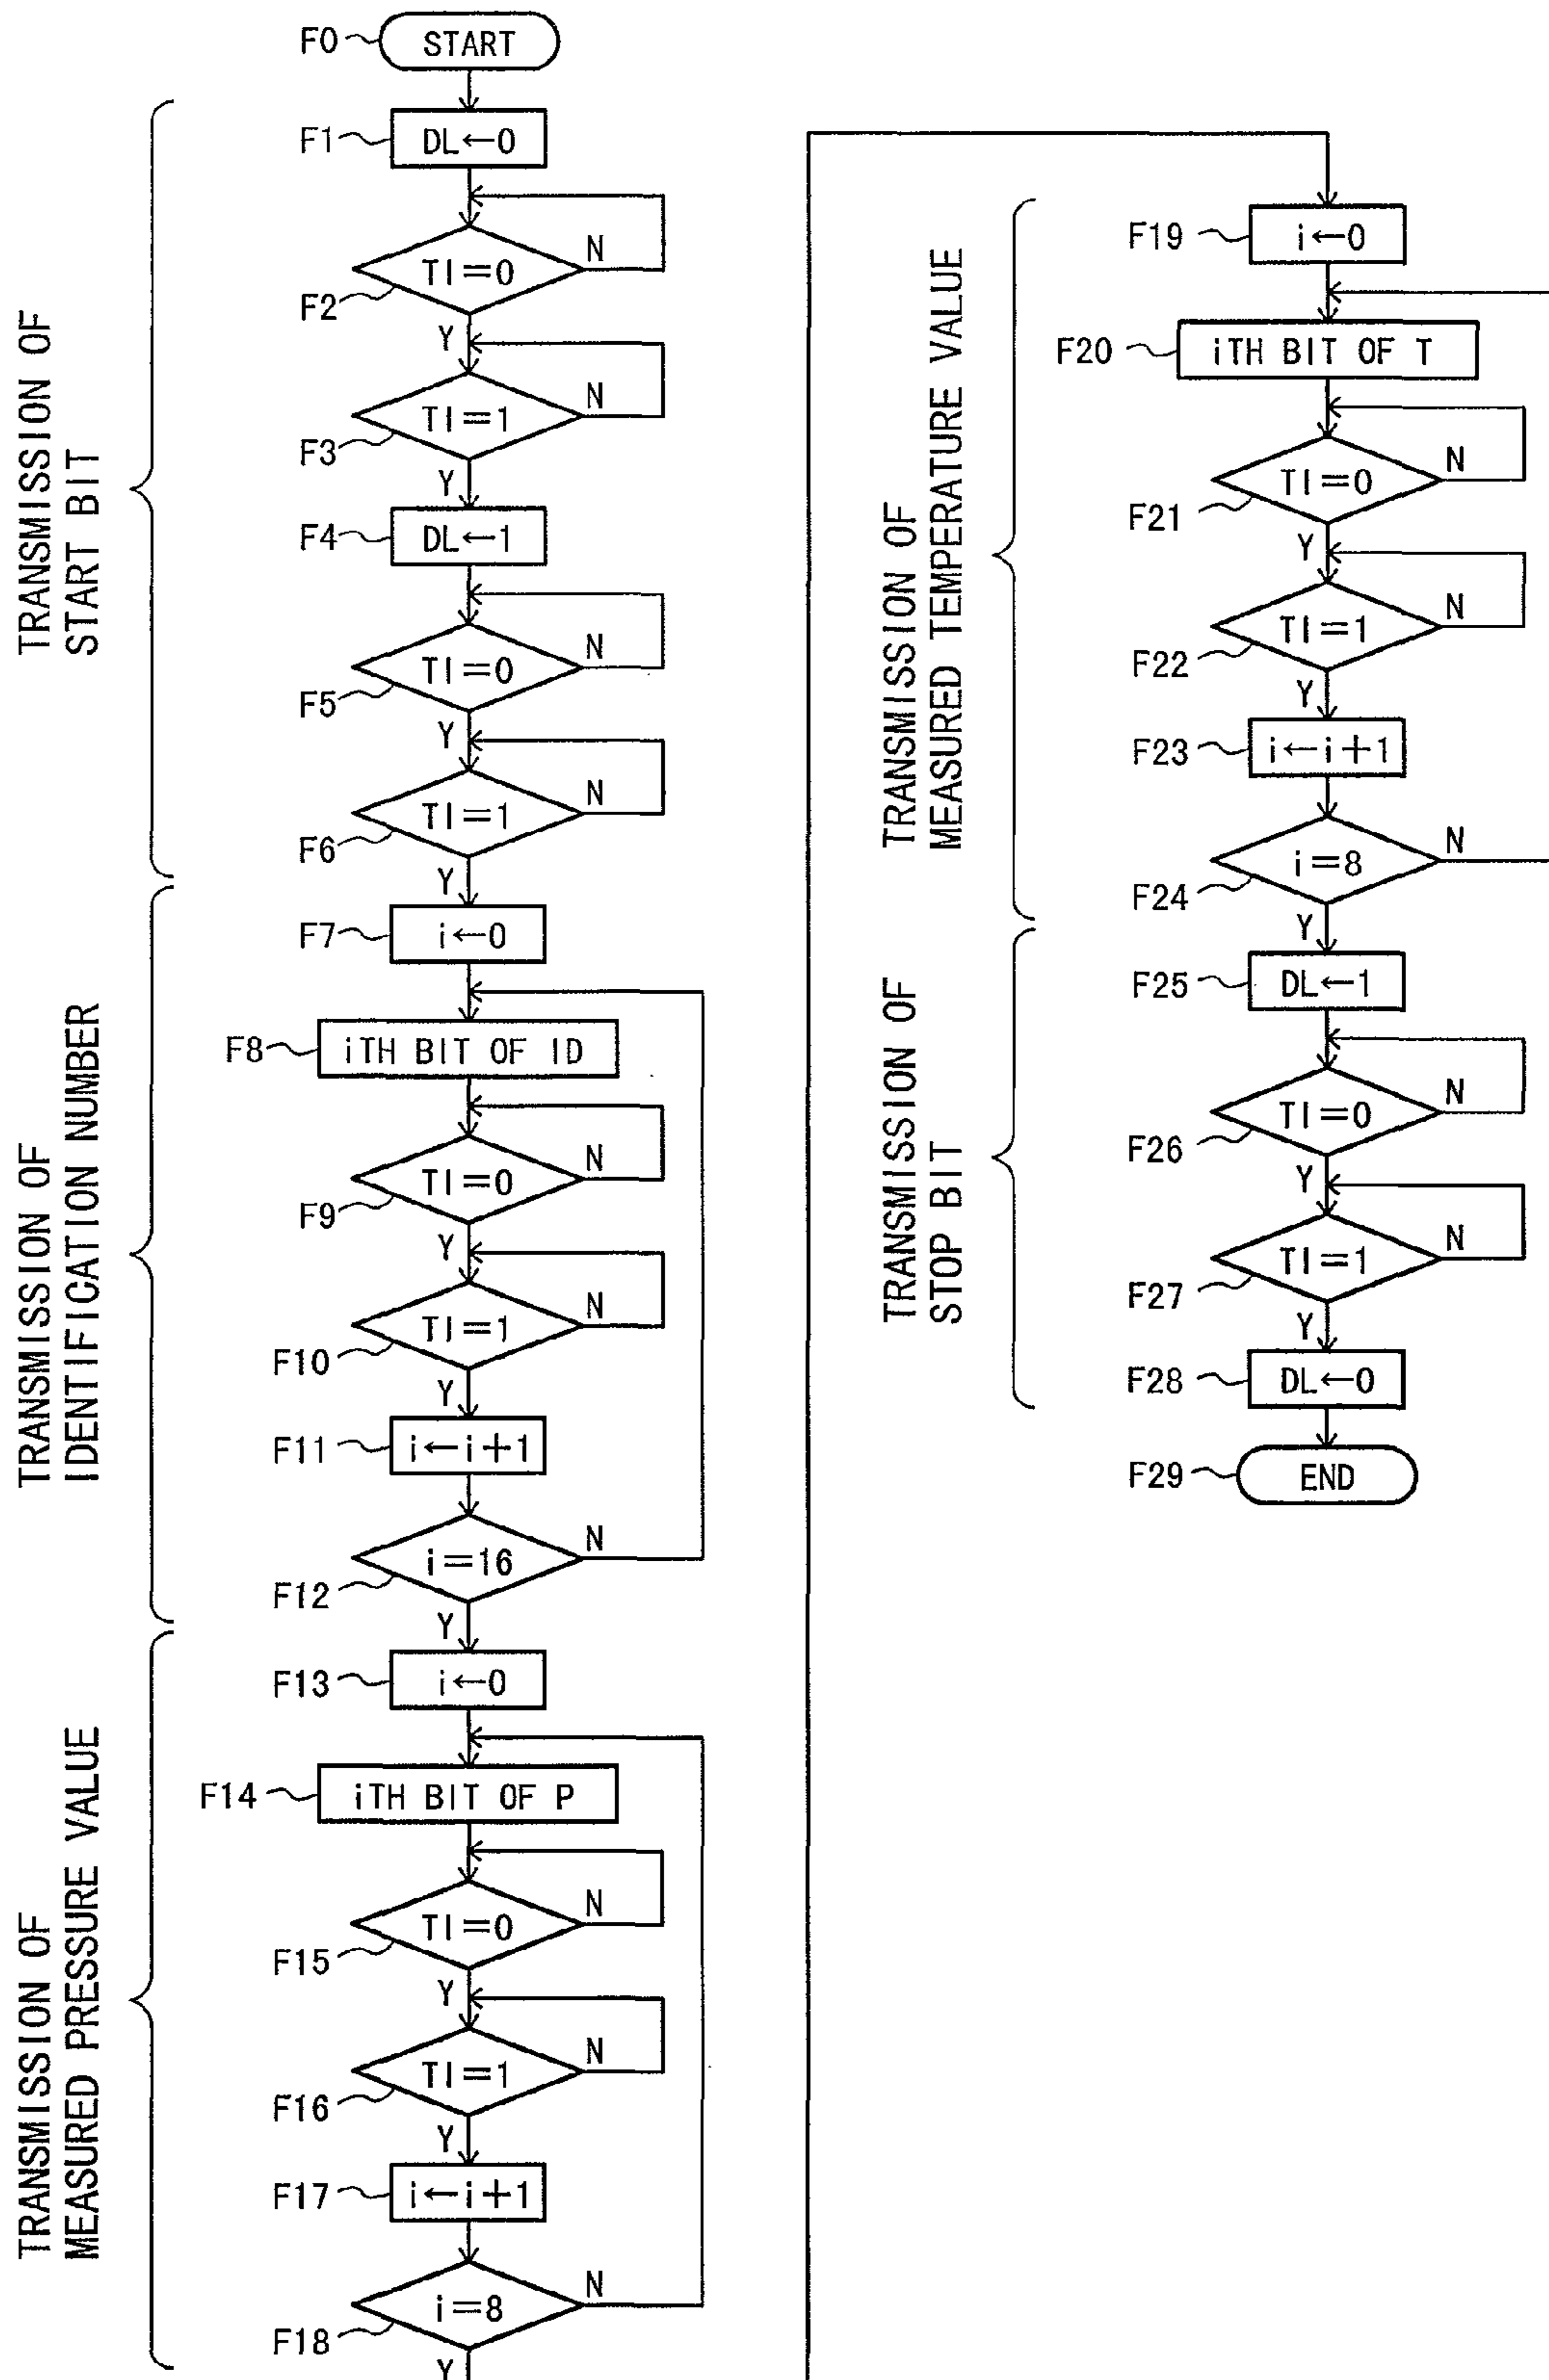 F0
START
TRANSMISSION OF
START BIT
F1
DL←0
F2
TI=0
N
Y
F3
TI=1
N
Y
F4
DL←1
F5
TI=0
N
Y
F6
TI=1
N
Y
TRANSMISSION OF
IDENTIFICATION NUMBER
F7
i←0
F8
iTH BIT OF ID
F9
TI=0
N
Y
F10
TI=1
N
Y
F11
i←i+1
F12
i=16
N
Y
TRANSMISSION OF
MEASURED PRESSURE VALUE
F13
i←0
F14
iTH BIT OF P
F15
TI=0
N
Y
F16
TI=1
N
Y
F17
i←i+1
F18
i=8
N
Y
TRANSMISSION OF
MEASURED TEMPERATURE VALUE
F19
i←0
F20
iTH BIT OF T
F21
TI=0
N
Y
F22
TI=1
N
Y
F23
i←i+1
F24
i=8
N
Y
TRANSMISSION OF
STOP BIT
F25
DL←1
F26
TI=0
N
Y
F27
TI=1
N
Y
F28
DL←0
F29
END